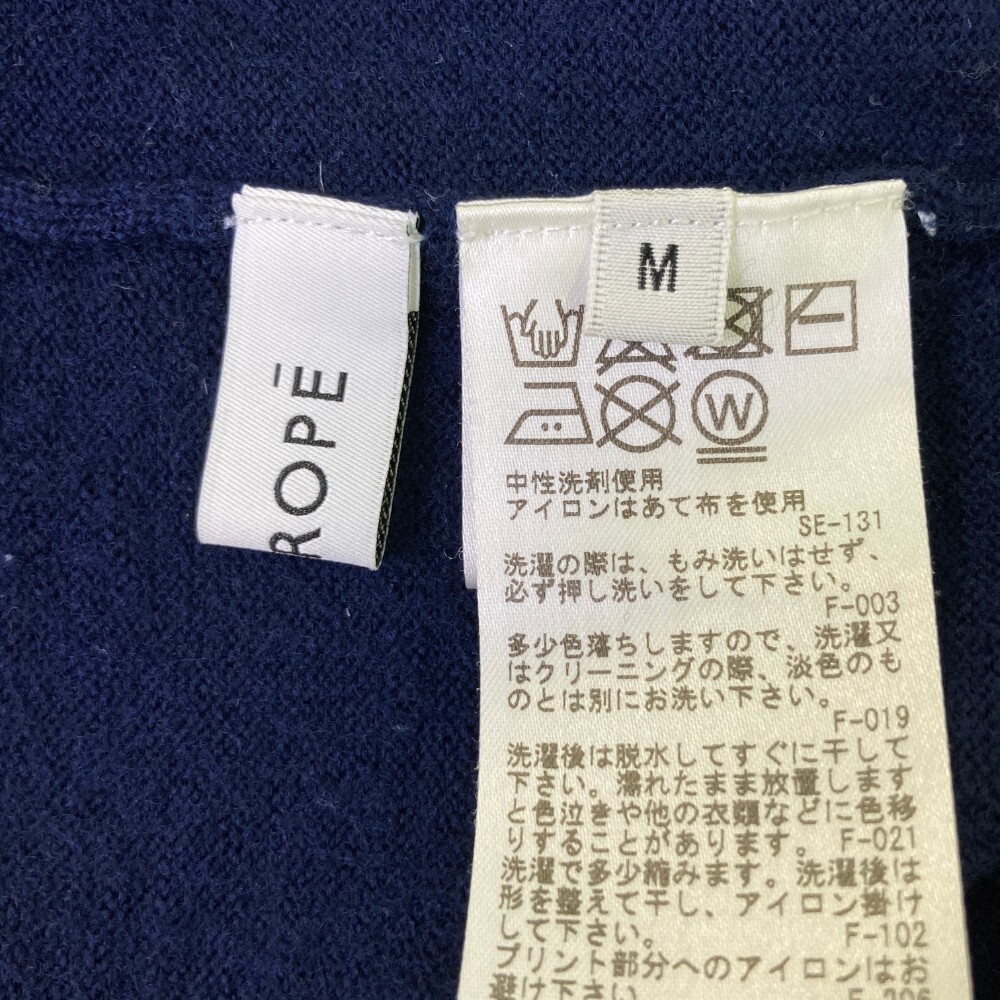 ROPÉ
M
W
中性洗剤使用
アイロンはあて布を使用
SE-131
洗濯の際は、もみ洗いはせず、
必ず押し洗いをして下さい。
F-003
多少色落ちしますので、洗濯又
はクリーニングの際、淡色のも
のとは別にお洗い下さい。
F-019
洗濯後は脱水してすぐに干して
下さい。濡れたまま放置します
と色泣きや他の衣類などに色移
りすることがあります。 F-021
洗濯で多少縮みます。洗濯後は
形を整えて干し、アイロン掛け
して下さい。 F-102
プリント部分へのアイロンはお
避け下さい。